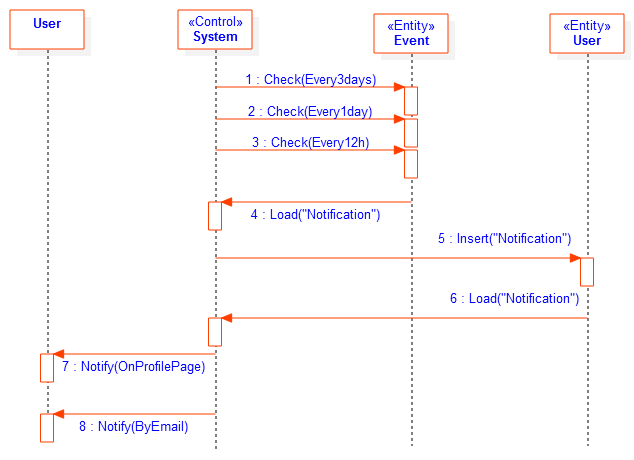 User
«Control»
System
«Entity»
Event
«Entity»
User
1 : Check(Every3days)
2 : Check(Every1day)
3 : Check(Every12h)
4 : Load("Notification")
5 : Insert("Notification")
6 : Load("Notification")
7 : Notify(OnProfilePage)
8 : Notify(ByEmail)